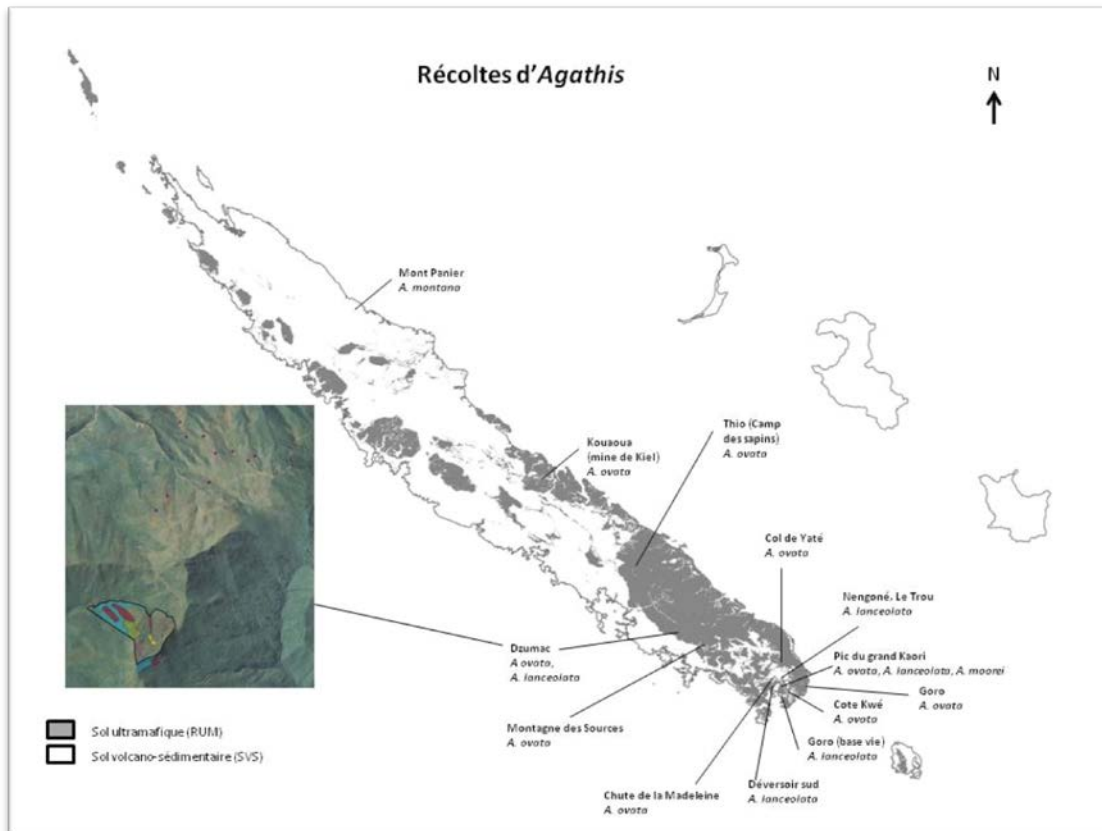 Récoltes d'Agathis
N
Mont Panier
A. montana
Thio (Camp
des sapins)
A. ovata
Kouaoua
(mine de Kiel)
A. ovata
Col de Yaté
A. ovata
Nengoné, Le Trou
A. lanceolata
Pic du grand Kaori
A. ovata, A. lanceolata, A. moorei
Goro
A. ovata
Cote Kwé
A. ovata
Goro (base vie)
A. lanceolata
Dzumac
A ovata,
A. lanceolata
Montagne des Sources
A. ovata
Déversoir sud
A. lanceolata
Chute de la Madeleine
A. ovata
Sol ultramafique (RUM)
Sol volcano-sédimentaire (SVS)